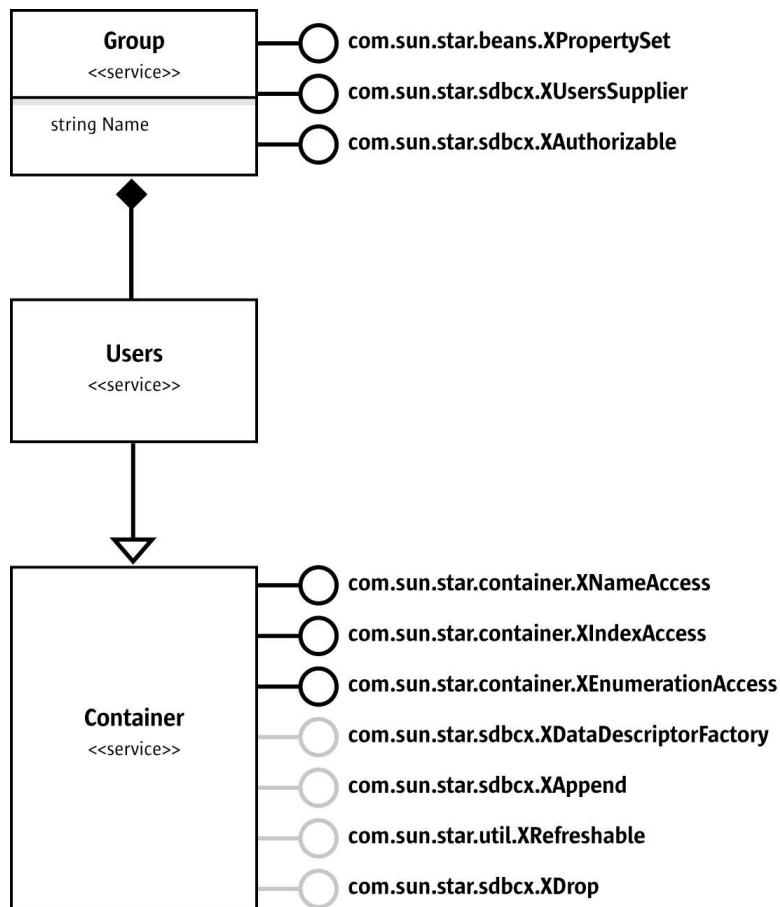 Group
<<service>>
string Name
com.sun.star.beans.XPropertySet
com.sun.star.sdbcx.XUsersSupplier
com.sun.star.sdbcx.XAuthorizable
Users
<<service>>
Container
<<service>>
com.sun.star.container.XNameAccess
com.sun.star.container.XIndexAccess
com.sun.star.container.XEnumerationAccess
com.sun.star.sdbcx.XDataDescriptorFactory
com.sun.star.sdbcx.XAppend
com.sun.star.util.XRefreshable
com.sun.star.sdbcx.XDrop